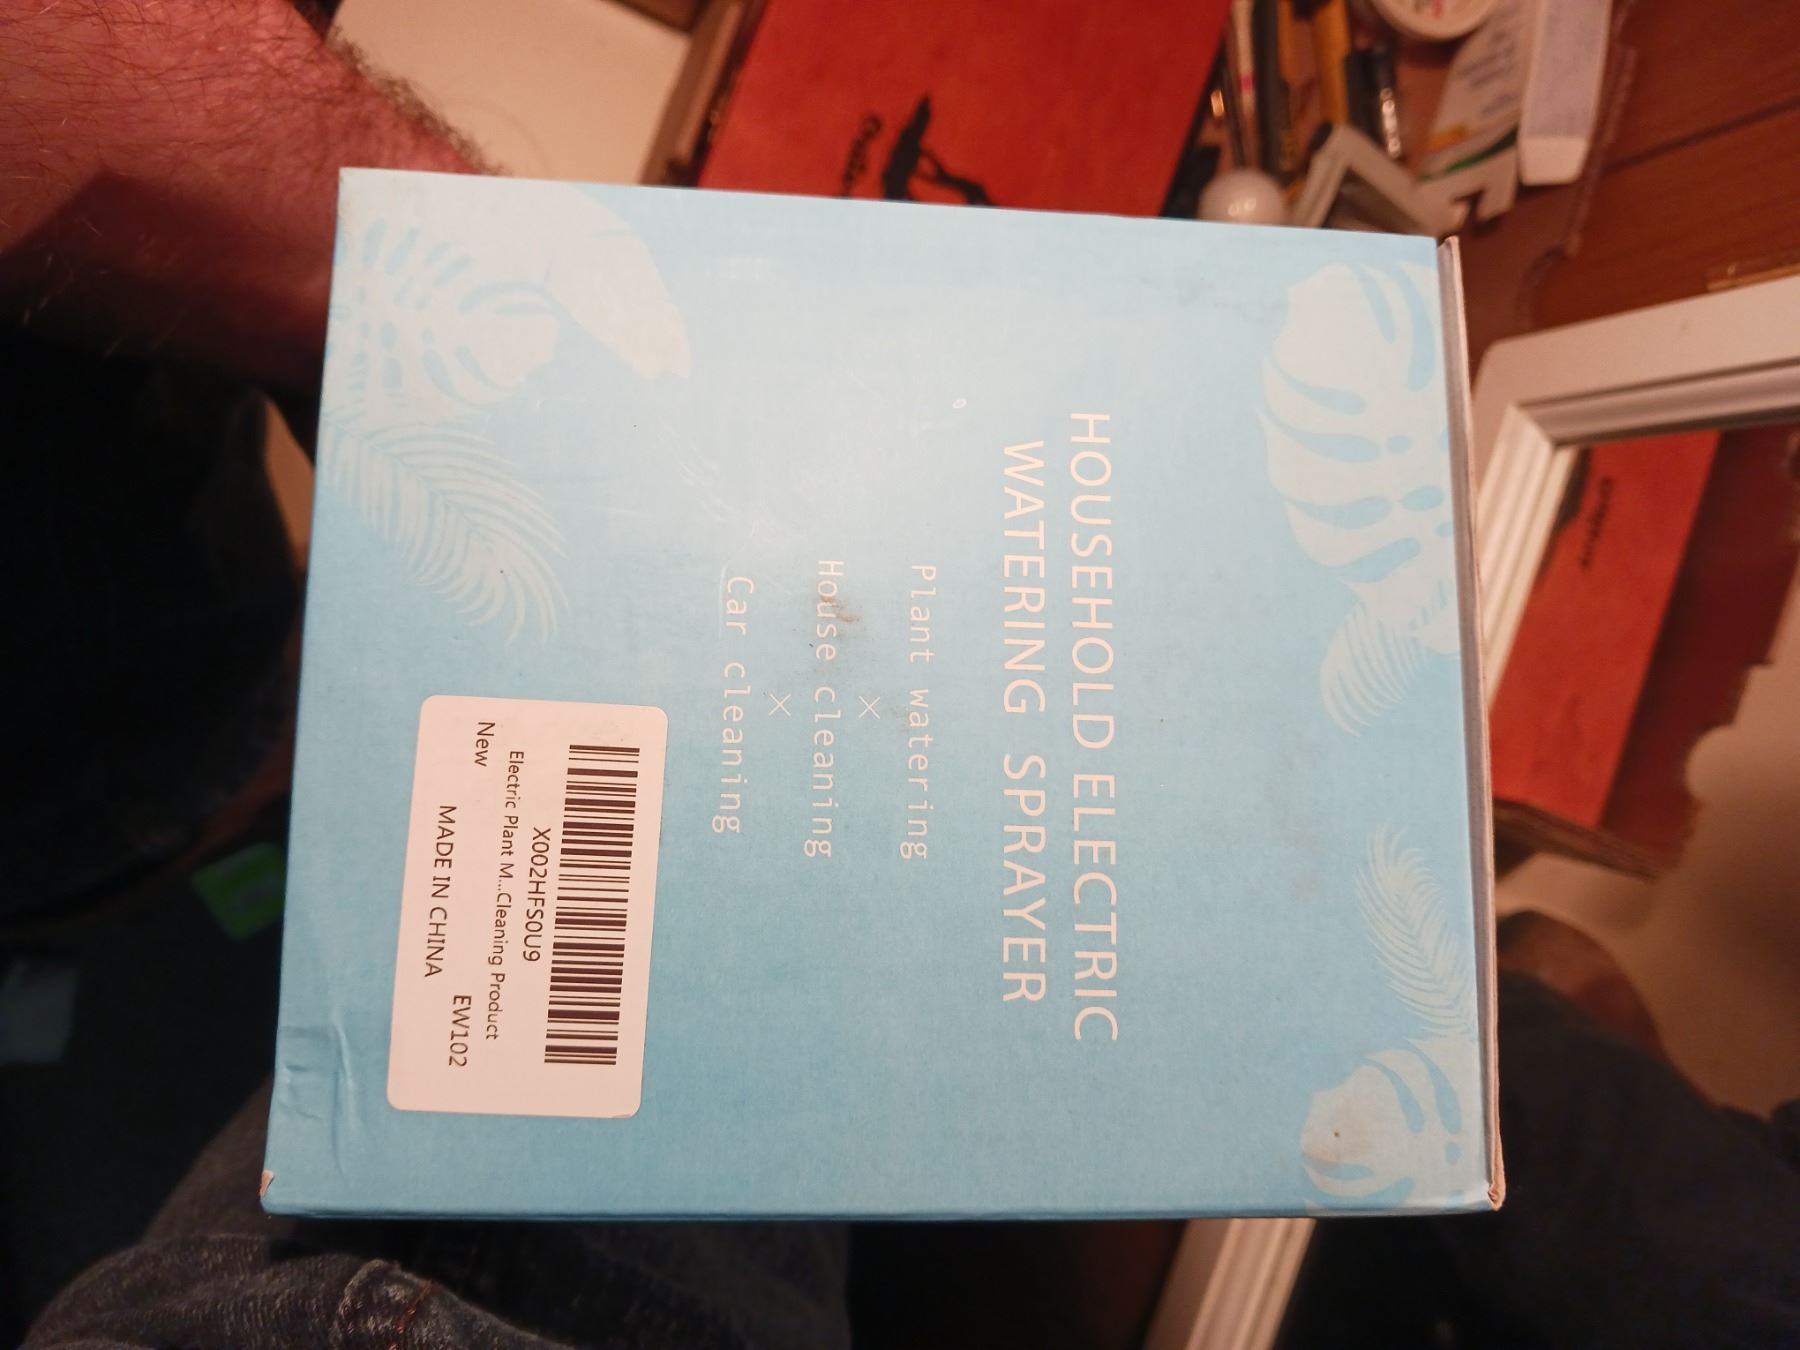 HOUSEHOLD ELECTRIC
WATERING SPRAYER
Plant watering
×
House cleaning
×
Car cleaning
X002HFS0U9
Electric Plant M...Cleaning Product
New
EW102
MADE IN CHINA